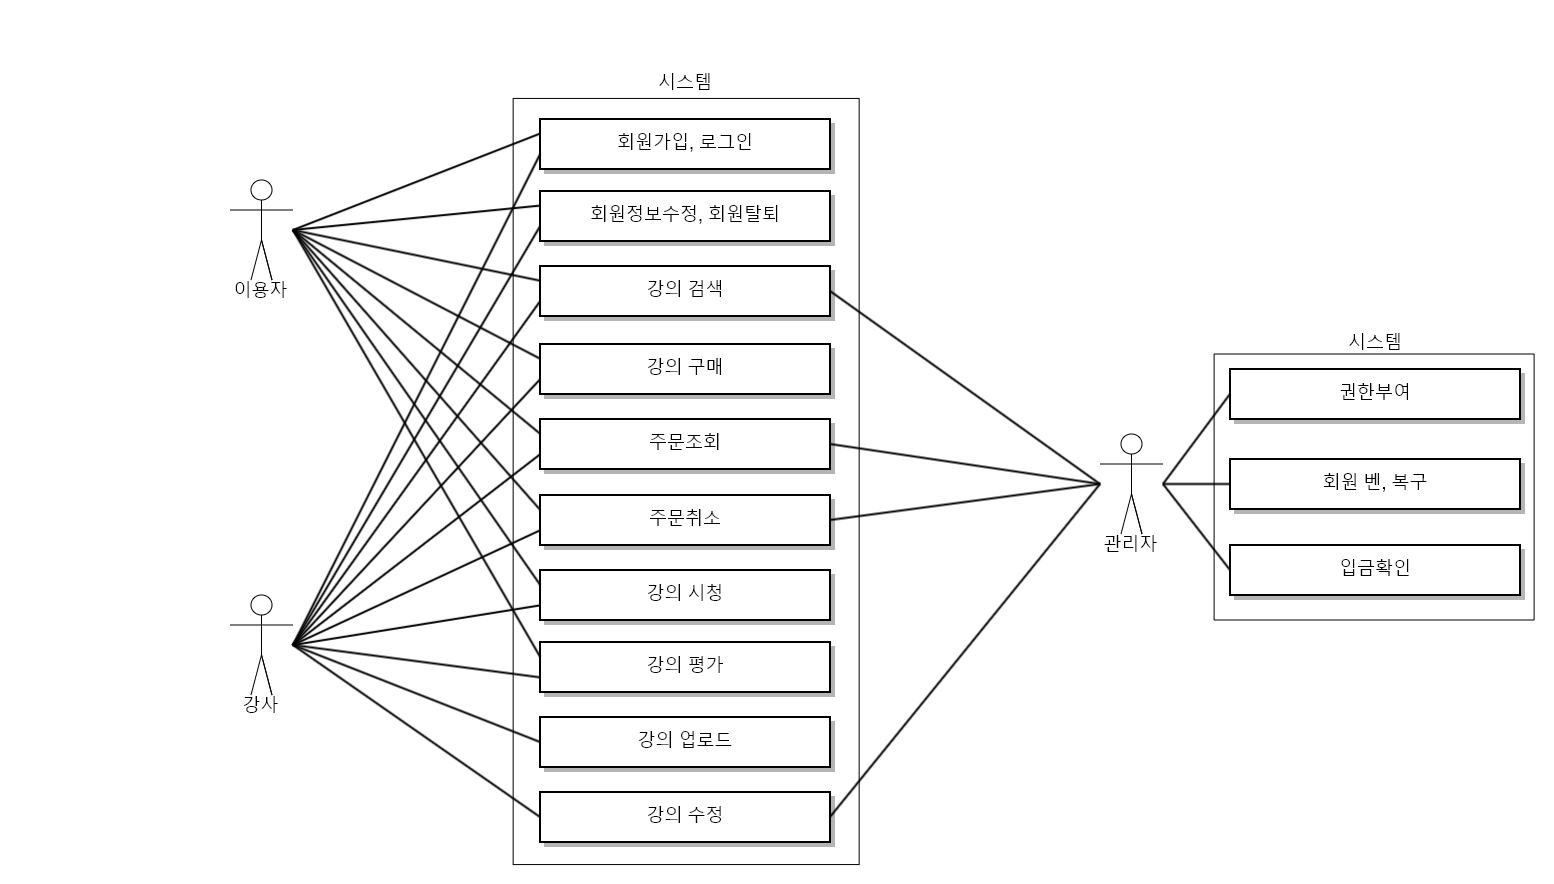 시스템
회원가입, 로그인
회원정보수정, 회원탈퇴
강의 검색
강의 구매
주문조회
주문취소
강의 시청
강의 평가
강의 업로드
강의 수정
이용자
강사
관리자
시스템
권한부여
회원 벤, 복구
입금확인